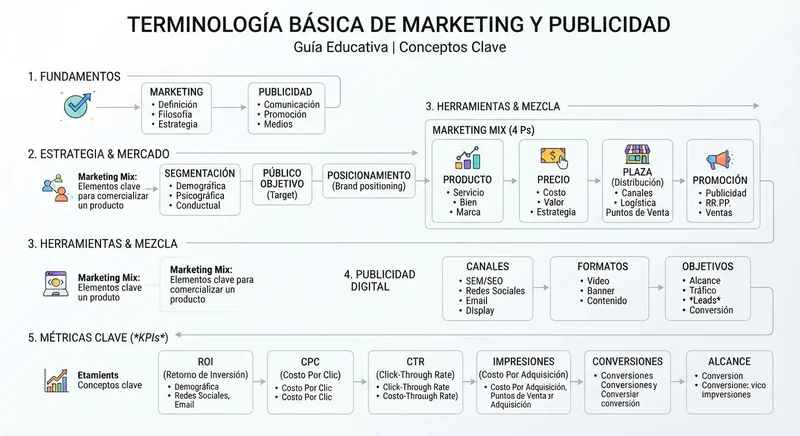 TERMINOLOGÍA BÁSICA DE MARKETING Y PUBLICIDAD
Guía Educativa | Conceptos Clave
1. FUNDAMENTOS
MARKETING
• Definición
• Filosofía
• Estrategia
PUBLICIDAD
• Comunicación
• Promoción
• Medios
2. ESTRATEGIA & MERCADO
Marketing Mix:
Elementos clave
para comercializar
un producto
SEGMENTACIÓN
• Demográfica
• Psicográfica
• Conductual
PÚBLICO
OBJETIVO
(Target)
POSICIONAMIENTO
(Brand positioning)
3. HERRAMIENTAS & MEZCLA
MARKETING MIX (4 Ps)
PRODUCTO
• Servicio
• Bien
• Marca
PRECIO
• Costo
• Valor
• Estrategia
PLAZA
(Distribución)
• Canales
• Logística
Puntos de Venta
PROMOCIÓN
• Publicidad
• RR.PP.
• Ventas
3. HERRAMIENTAS & MEZCLA
Marketing Mix:
Elementos clave
un produto
Marketing Mix:
Elementos clave para
comercializar un
producto
4. PUBLICIDAD
DIGITAL
CANALES
• SEM/SEO
• Redes Sociales
• Email
• DIsplay
FORMATOS
• Video
• Banner
• Contenido
OBJETIVOS
• Alcance
• Tráfico
• *Leads*
• Conversión
5. MÉTRICAS CLAVE (*KPIs*)
Etamients
Conceptos clave
ROI
(Retorno de Inversión)
• Demográfica
• Redes Sociales,
Email
CPC
(Costo Por Clic)
• Costo Por Clic
• Costo Por Clic
CTR
(Click-Through Rate)
• Click-Through Rate
• Costo-Through Rate)
IMPRESIONES
(Costo Por Adquisición)
• Costo Por Adquisición,
Puntos de Venta
Adquisición
CONVERSIONES
• Conversiones
Conversiones y
Conversiar
conversión
ALCANCE
• Conversion
• Conversione: vico
impversiones